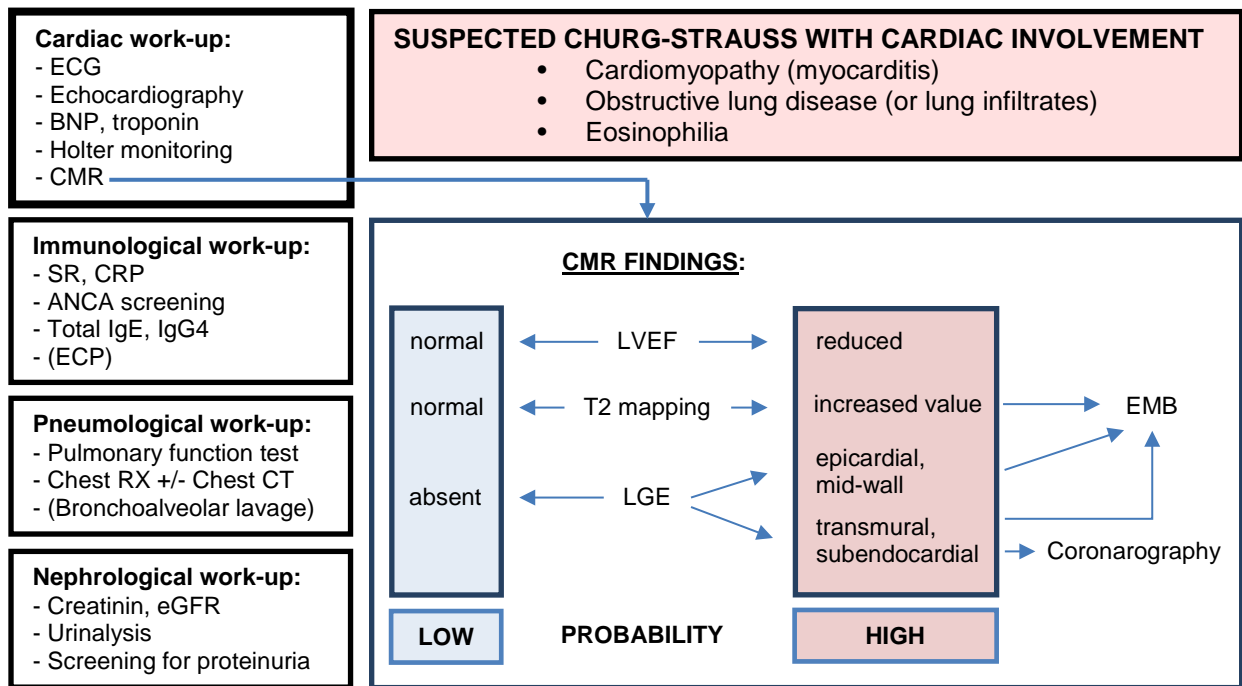 Cardiac work-up:
- ECG
- Echocardiography
- BNP, troponin
- Holter monitoring
- CMR
SUSPECTED CHURG-STRAUSS WITH CARDIAC INVOLVEMENT
• Cardiomyopathy (myocarditis)
• Obstructive lung disease (or lung infiltrates)
• Eosinophilia
Immunological work-up:
- SR, CRP
- ANCA screening
- Total IgE, IgG4
- (ECP)
Pneumological work-up:
- Pulmonary function test
- Chest RX +/- Chest CT
- (Bronchoalveolar lavage)
Nephrological work-up:
- Creatinin, eGFR
- Urinalysis
- Screening for proteinuria
CMR FINDINGS:
normal LVEF reduced
normal T2 mapping increased value EMB
absent LGE epicardial,
mid-wall
transmural,
subendocardial Coronarography
LOW PROBABILITY HIGH